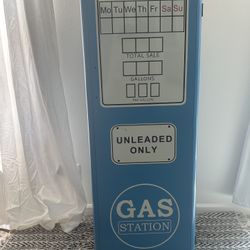 Mo Tu We Th Fr Sa Su
TOTAL SALE
GALLONS
PER GALLON
UNLEADED
ONLY
GAS
STATION